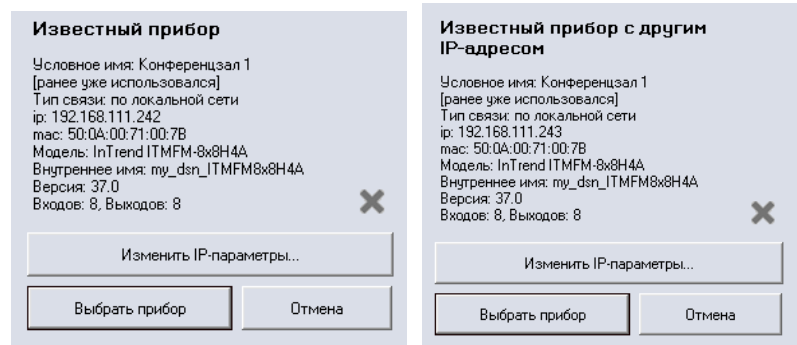 Известный прибор
Условное имя: Конференцзал 1
[ранее уже использовался]
Тип связи: по локальной сети
ip: 192.168.111.242
mac: 50:0A:00:71:00:7B
Модель: InTrend ITMFM-8x8H4A
Внутреннее имя: my_dsn_ITMFM8x8H4A
Версия: 37.0
Входов: 8, Выходов: 8
Изменить IP-параметры...
Выбрать прибор
Отмена
Известный прибор с другим
IP-адресом
Условное имя: Конференцзал 1
[ранее уже использовался]
Тип связи: по локальной сети
ip: 192.168.111.243
mac: 50:0A:00:71:00:7B
Модель: InTrend ITMFM-8x8H4A
Внутреннее имя: my_dsn_ITMFM8x8H4A
Версия: 37.0
Входов: 8, Выходов: 8
Изменить IP-параметры...
Выбрать прибор
Отмена